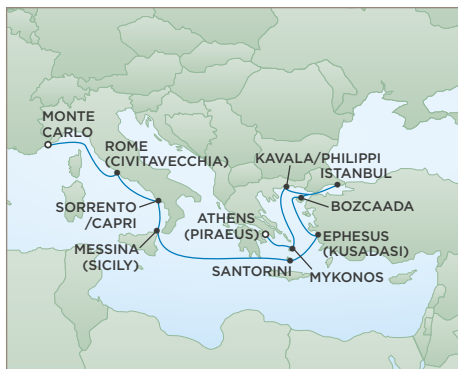 MONTE
CARLO
ROME
(CIVITAVECCHIA)
KAVALA/PHILIPPI
ISTANBUL
SORRENTO
/CAPRI
ATHENS
(PIRAEUS)
BOZCAADA
MESSINA
(SICILY)
EPHESUS
(KUSADASI)
SANTORINI
MYKONOS